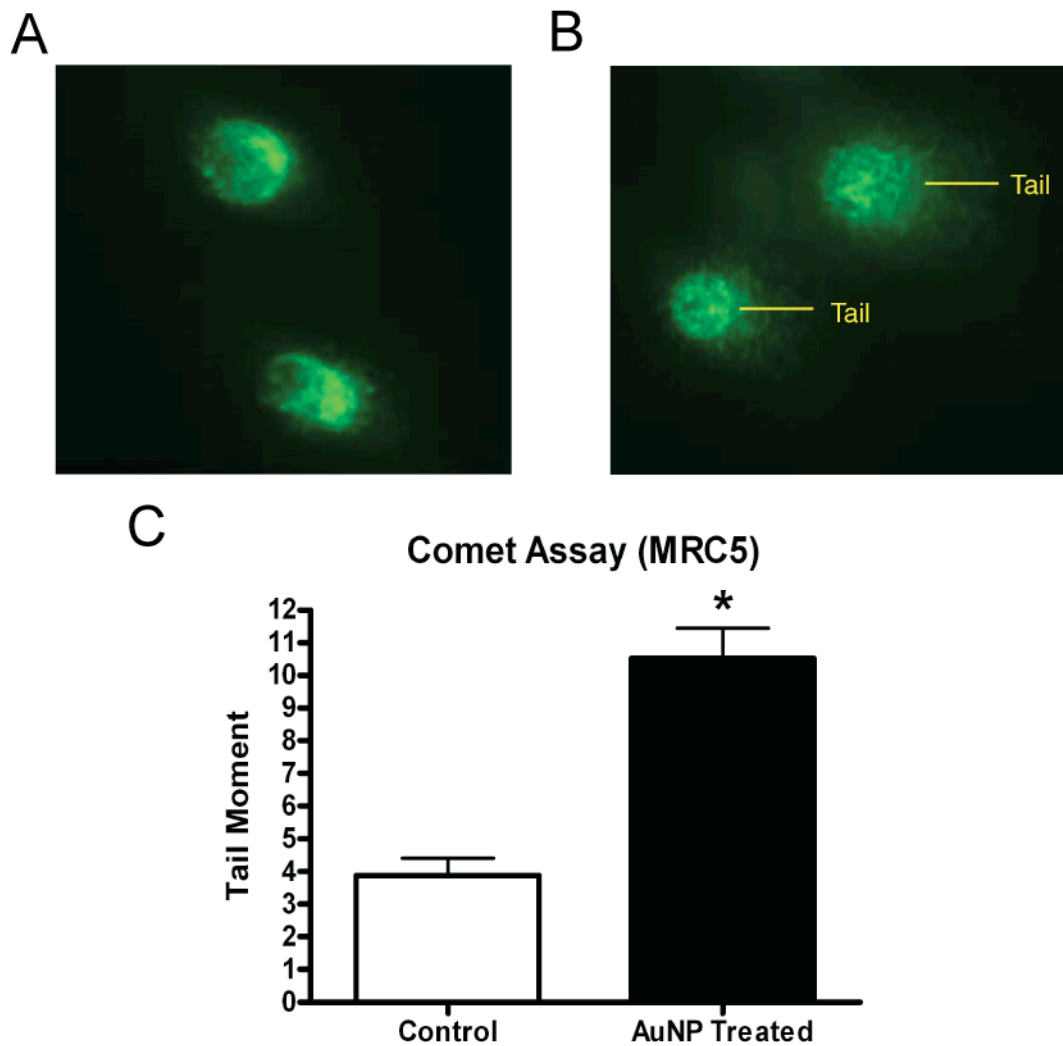 A
B
Tail
Tail
C
Comet Assay (MRC5)
*
12
11
10
9
8
7
6
5
4
3
2
1
0
Tail Moment
Control
AuNP Treated